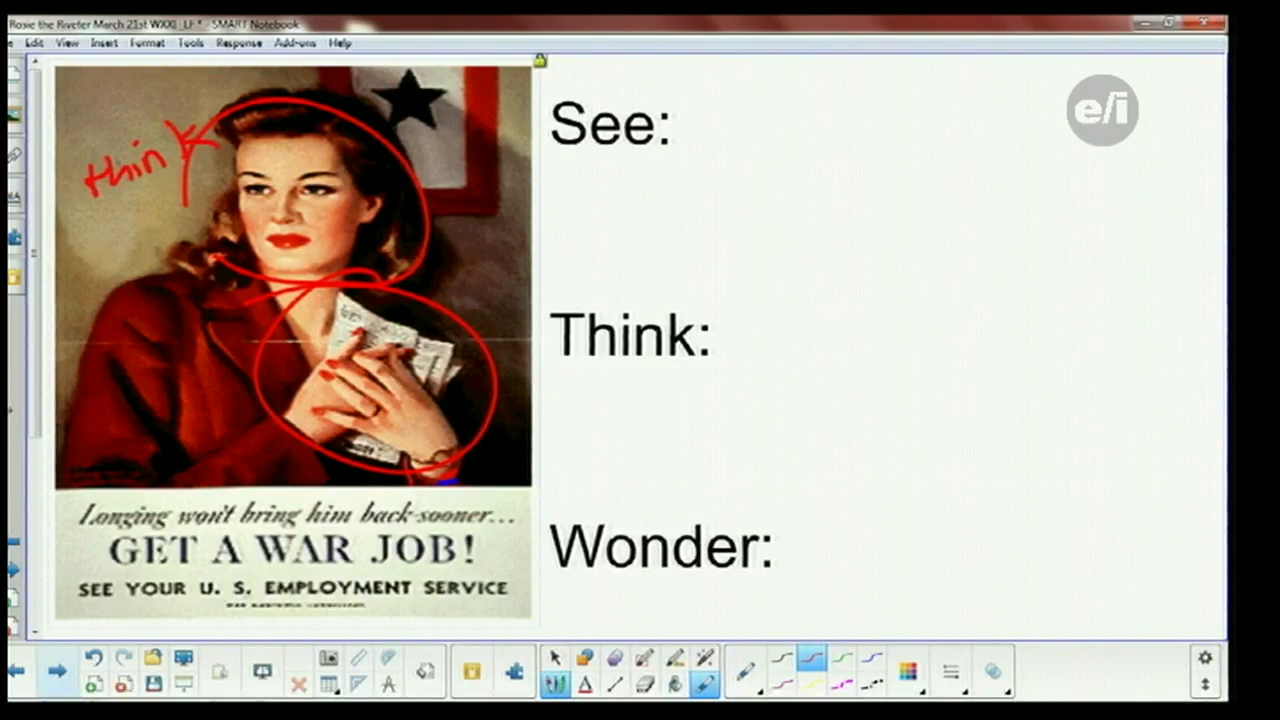 Rosie the Riveter March 21st WXXI_LF * - SMART Notebook
Edit View Insert Format Tools Response Add-ons Help
e/i
think
See:
Think:
Wonder:
Longing won't bring him back sooner...
GET A WAR JOB!
SEE YOUR U. S. EMPLOYMENT SERVICE